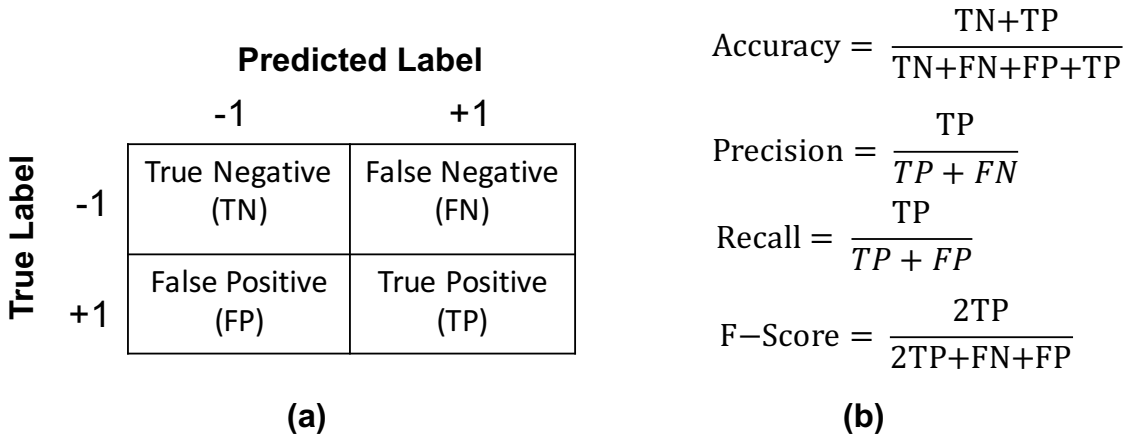 Predicted Label
-1 +1
True Label
-1
True Negative
(TN)
False Negative
(FN)
+1
False Positive
(FP)
True Positive
(TP)
(a)
Accuracy = TN+TP / TN+FN+FP+TP
Precision = TP / TP + FN
Recall = TP / TP + FP
F−Score = 2TP / 2TP+FN+FP
(b)